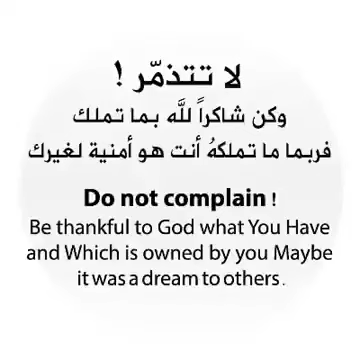 لا تتذمّر !
وكن شاكراً للَّه بما تملك
فربما ما تملكهُ أنت هو أمنية لغيرك
Do not complain !
Be thankful to God what You Have
and Which is owned by you Maybe
it was a dream to others .